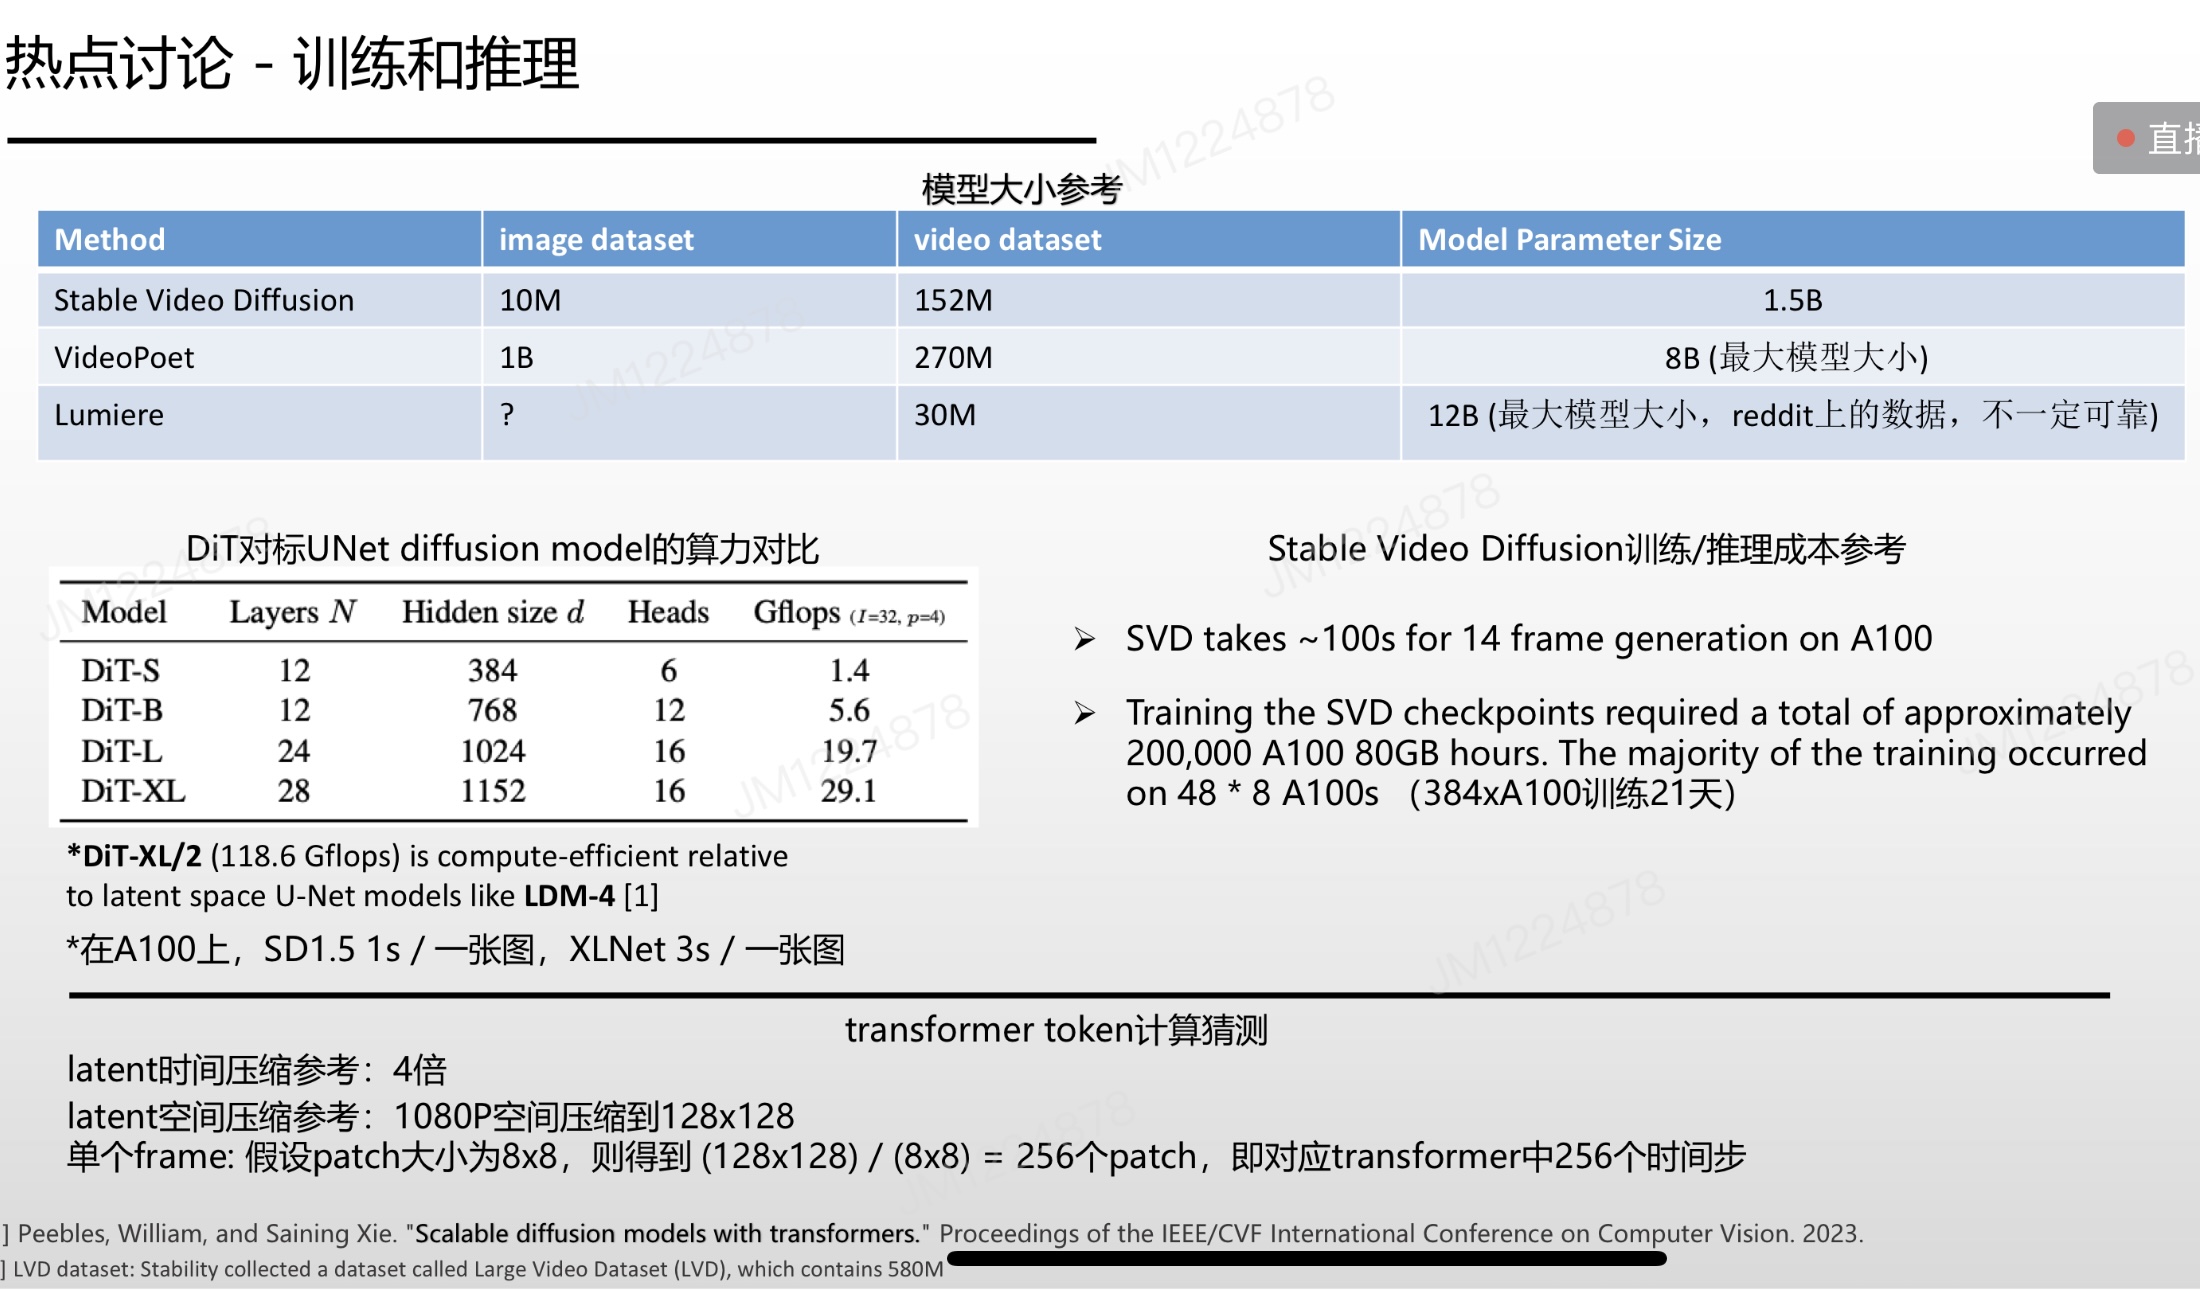 热点讨论 - 训练和推理
直播
模型大小参考
Method image dataset video dataset Model Parameter Size
Stable Video Diffusion 10M 152M 1.5B
VideoPoet 1B 270M 8B (最大模型大小)
Lumiere ? 30M 12B (最大模型大小，reddit上的数据，不一定可靠)
DiT对标UNet diffusion model的算力对比
Model Layers N Hidden size d Heads Gflops (I=32, p=4)
DiT-S 12 384 6 1.4
DiT-B 12 768 12 5.6
DiT-L 24 1024 16 19.7
DiT-XL 28 1152 16 29.1
*DiT-XL/2 (118.6 Gflops) is compute-efficient relative
to latent space U-Net models like LDM-4 [1]
*在A100上，SD1.5 1s / 一张图，XLNet 3s / 一张图
Stable Video Diffusion训练/推理成本参考
➢ SVD takes ~100s for 14 frame generation on A100
➢ Training the SVD checkpoints required a total of approximately
200,000 A100 80GB hours. The majority of the training occurred
on 48 * 8 A100s （384xA100训练21天）
transformer token计算猜测
latent时间压缩参考：4倍
latent空间压缩参考：1080P空间压缩到128x128
单个frame: 假设patch大小为8x8，则得到 (128x128) / (8x8) = 256个patch，即对应transformer中256个时间步
] Peebles, William, and Saining Xie. "Scalable diffusion models with transformers." Proceedings of the IEEE/CVF International Conference on Computer Vision. 2023.
] LVD dataset: Stability collected a dataset called Large Video Dataset (LVD), which contains 580M
JM1224878
JM1224878
JM1224878
JM1224878
JM1224878
JM1224878
JM1224878
JM1224878